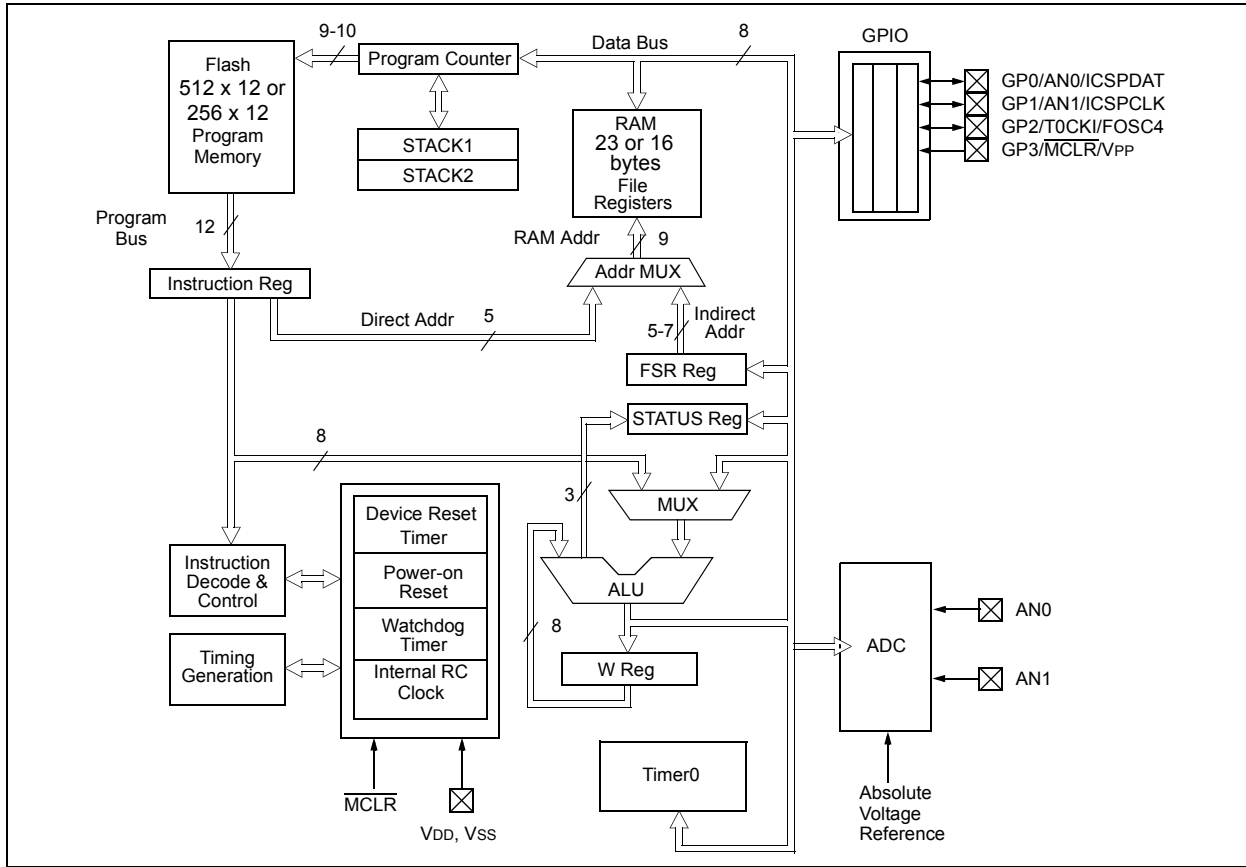 9-10
Flash
512 x 12 or
256 x 12
Program
Memory
Program Counter
STACK1
STACK2
Data Bus
8
RAM
23 or 16
bytes
File
Registers
GPIO
GP0/AN0/ICSPDAT
GP1/AN1/ICSPCLK
GP2/T0CKI/FOSC4
GP3/MCLR/VPP
Program
Bus
12
RAM Addr
9
Addr MUX
Instruction Reg
Direct Addr
5
5-7
Indirect
Addr
FSR Reg
STATUS Reg
8
3
MUX
ALU
8
W Reg
Device Reset
Timer
Power-on
Reset
Watchdog
Timer
Internal RC
Clock
Instruction
Decode &
Control
Timing
Generation
MCLR
VDD, VSS
Timer0
ADC
AN0
AN1
Absolute
Voltage
Reference